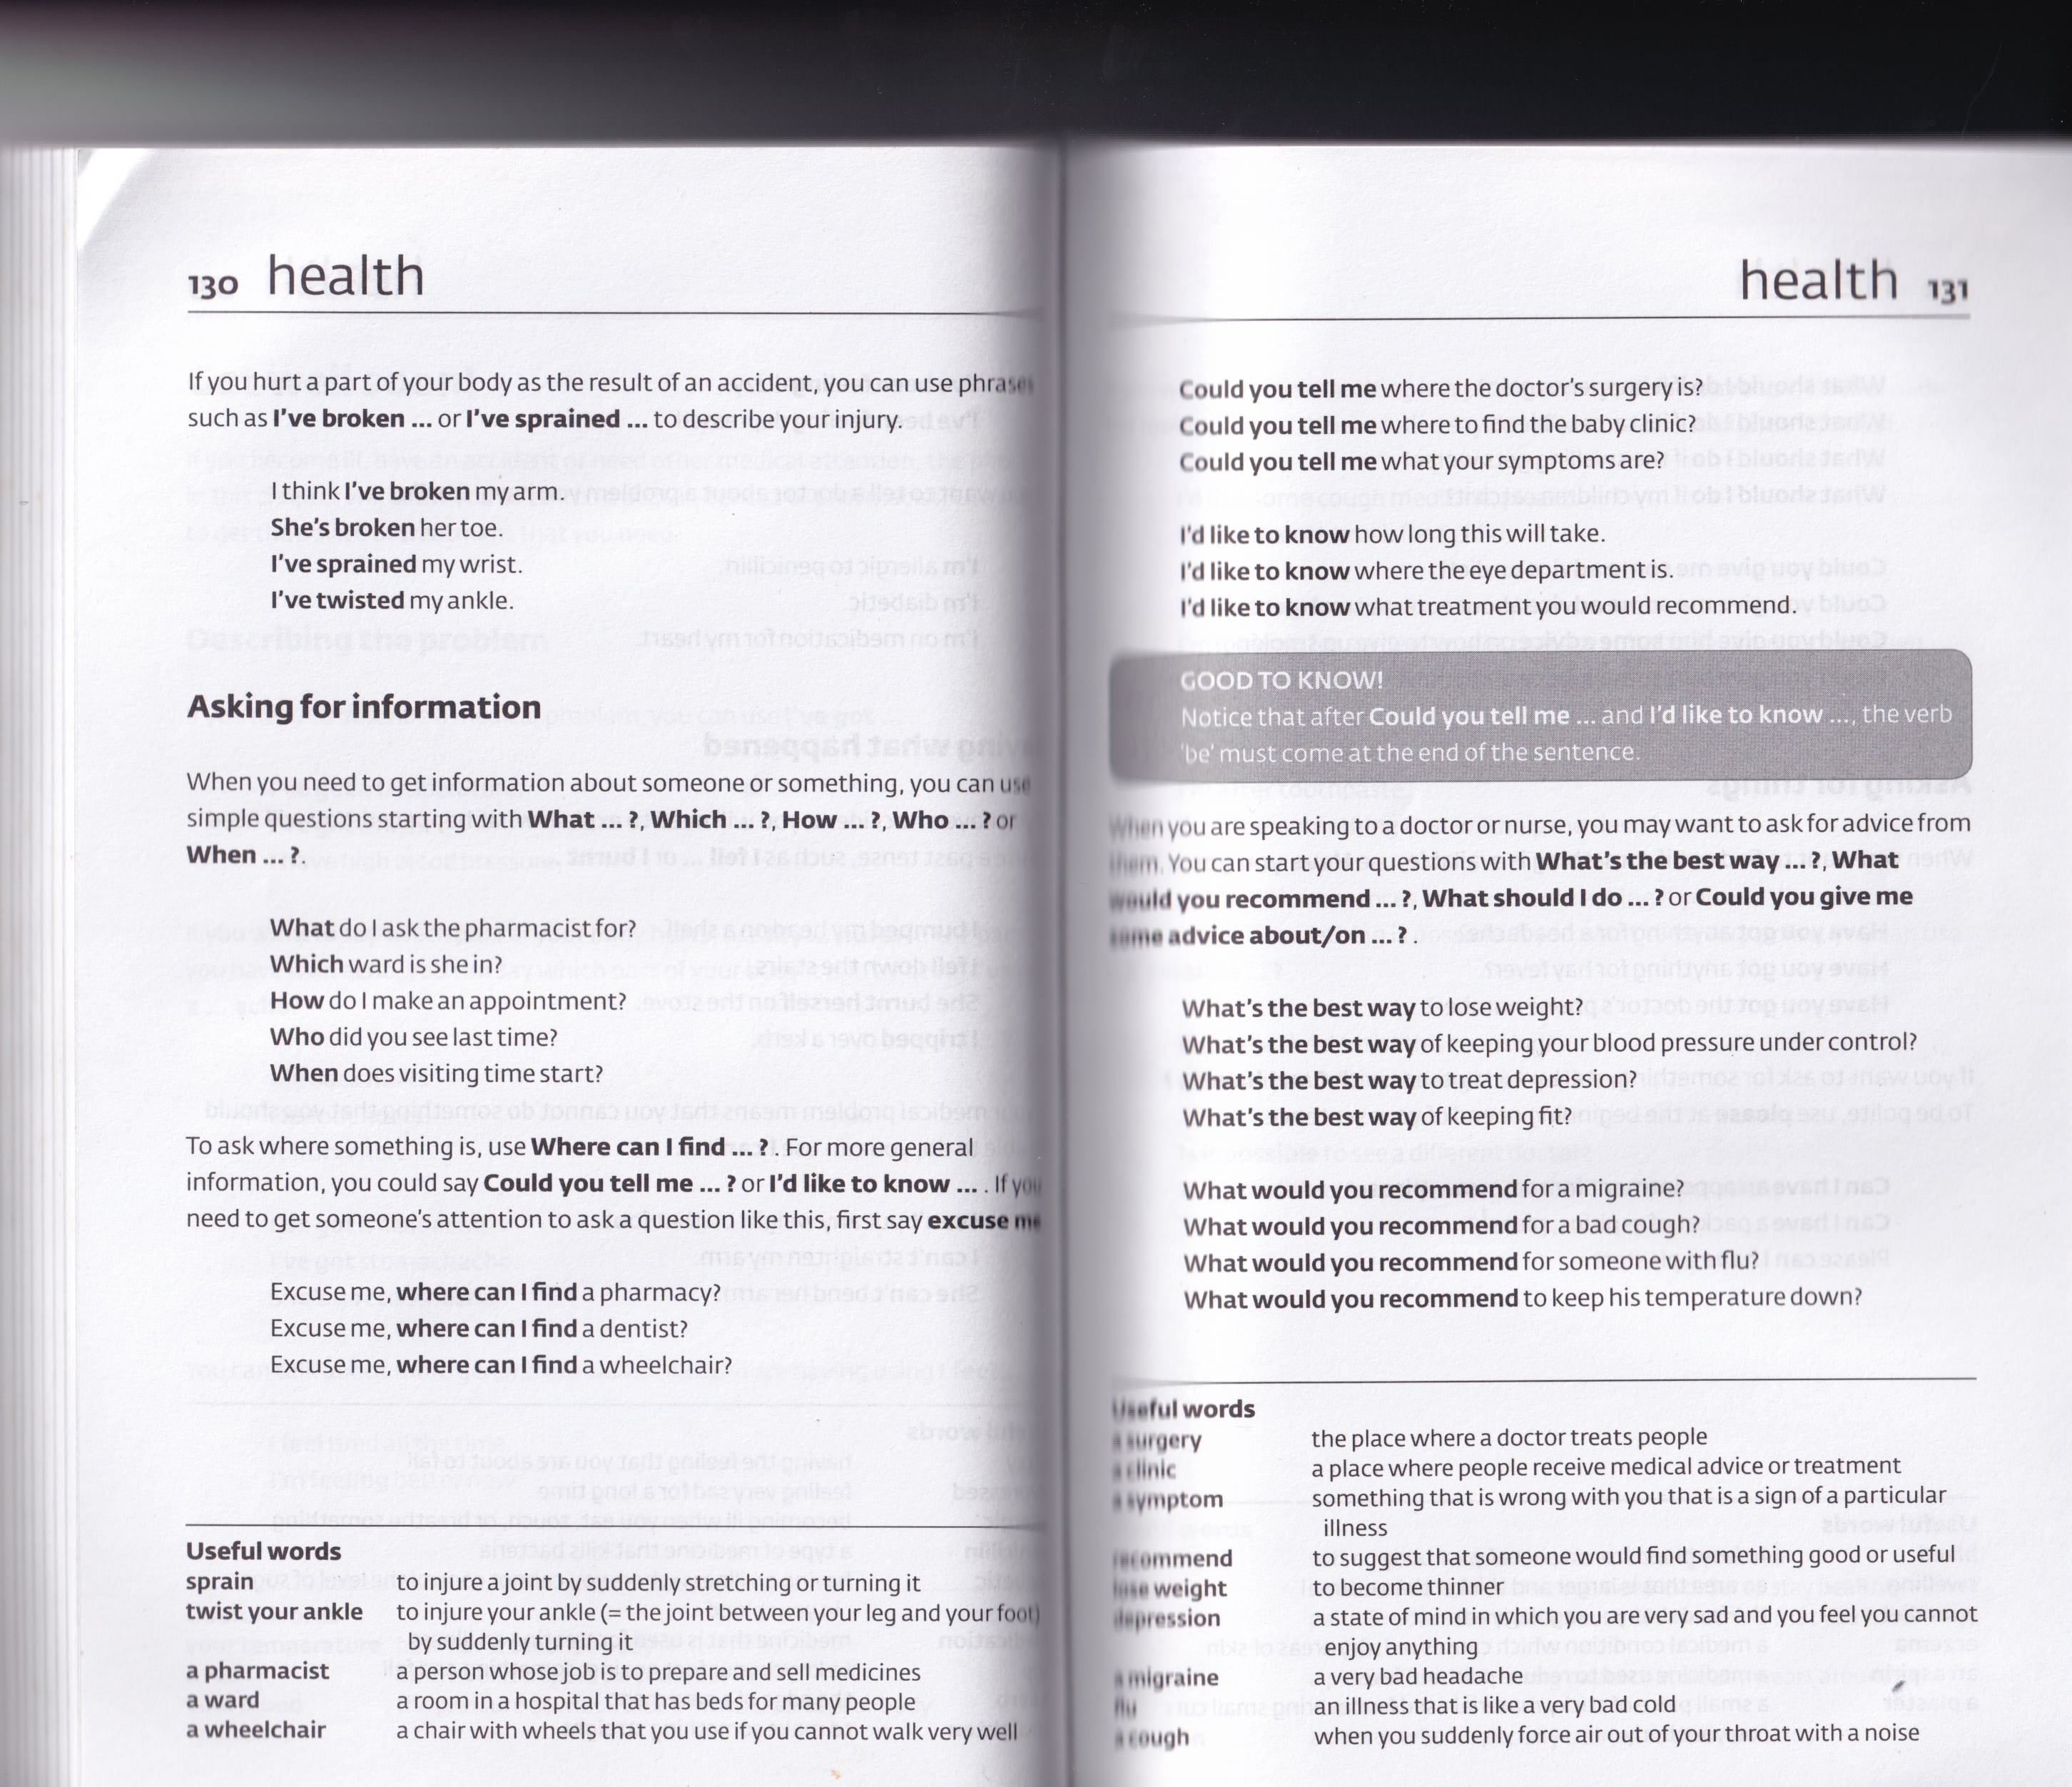 130 health
If you hurt a part of your body as the result of an accident, you can use phrases
such as I've broken ... or I've sprained ... to describe your injury.
I think I've broken my arm.
She's broken her toe.
I've sprained my wrist.
I've twisted my ankle.
Asking for information
When you need to get information about someone or something, you can use
simple questions starting with What ... ?, Which ... ?, How ... ?, Who ... ? or
When ... ?.
What do I ask the pharmacist for?
Which ward is she in?
How do I make an appointment?
Who did you see last time?
When does visiting time start?
To ask where something is, use Where can I find ... ?. For more general
information, you could say Could you tell me ... ? or I'd like to know ... . If you
need to get someone's attention to ask a question like this, first say excuse me
Excuse me, where can I find a pharmacy?
Excuse me, where can I find a dentist?
Excuse me, where can I find a wheelchair?
Useful words
sprain to injure a joint by suddenly stretching or turning it
twist your ankle to injure your ankle (= the joint between your leg and your foot)
by suddenly turning it
a pharmacist a person whose job is to prepare and sell medicines
a ward a room in a hospital that has beds for many people
a wheelchair a chair with wheels that you use if you cannot walk very well
health 131
Could you tell me where the doctor's surgery is?
Could you tell me where to find the baby clinic?
Could you tell me what your symptoms are?
I'd like to know how long this will take.
I'd like to know where the eye department is.
I'd like to know what treatment you would recommend.
GOOD TO KNOW!
Notice that after Could you tell me ... and I'd like to know ..., the verb
'be' must come at the end of the sentence.
When you are speaking to a doctor or nurse, you may want to ask for advice from
them. You can start your questions with What's the best way ... ?, What
would you recommend ... ?, What should I do ... ? or Could you give me
some advice about/on ... ? .
What's the best way to lose weight?
What's the best way of keeping your blood pressure under control?
What's the best way to treat depression?
What's the best way of keeping fit?
What would you recommend for a migraine?
What would you recommend for a bad cough?
What would you recommend for someone with flu?
What would you recommend to keep his temperature down?
Useful words
a surgery the place where a doctor treats people
a clinic a place where people receive medical advice or treatment
a symptom something that is wrong with you that is a sign of a particular
illness
recommend to suggest that someone would find something good or useful
lose weight to become thinner
depression a state of mind in which you are very sad and you feel you cannot
enjoy anything
a migraine a very bad headache
flu an illness that is like a very bad cold
a cough when you suddenly force air out of your throat with a noise